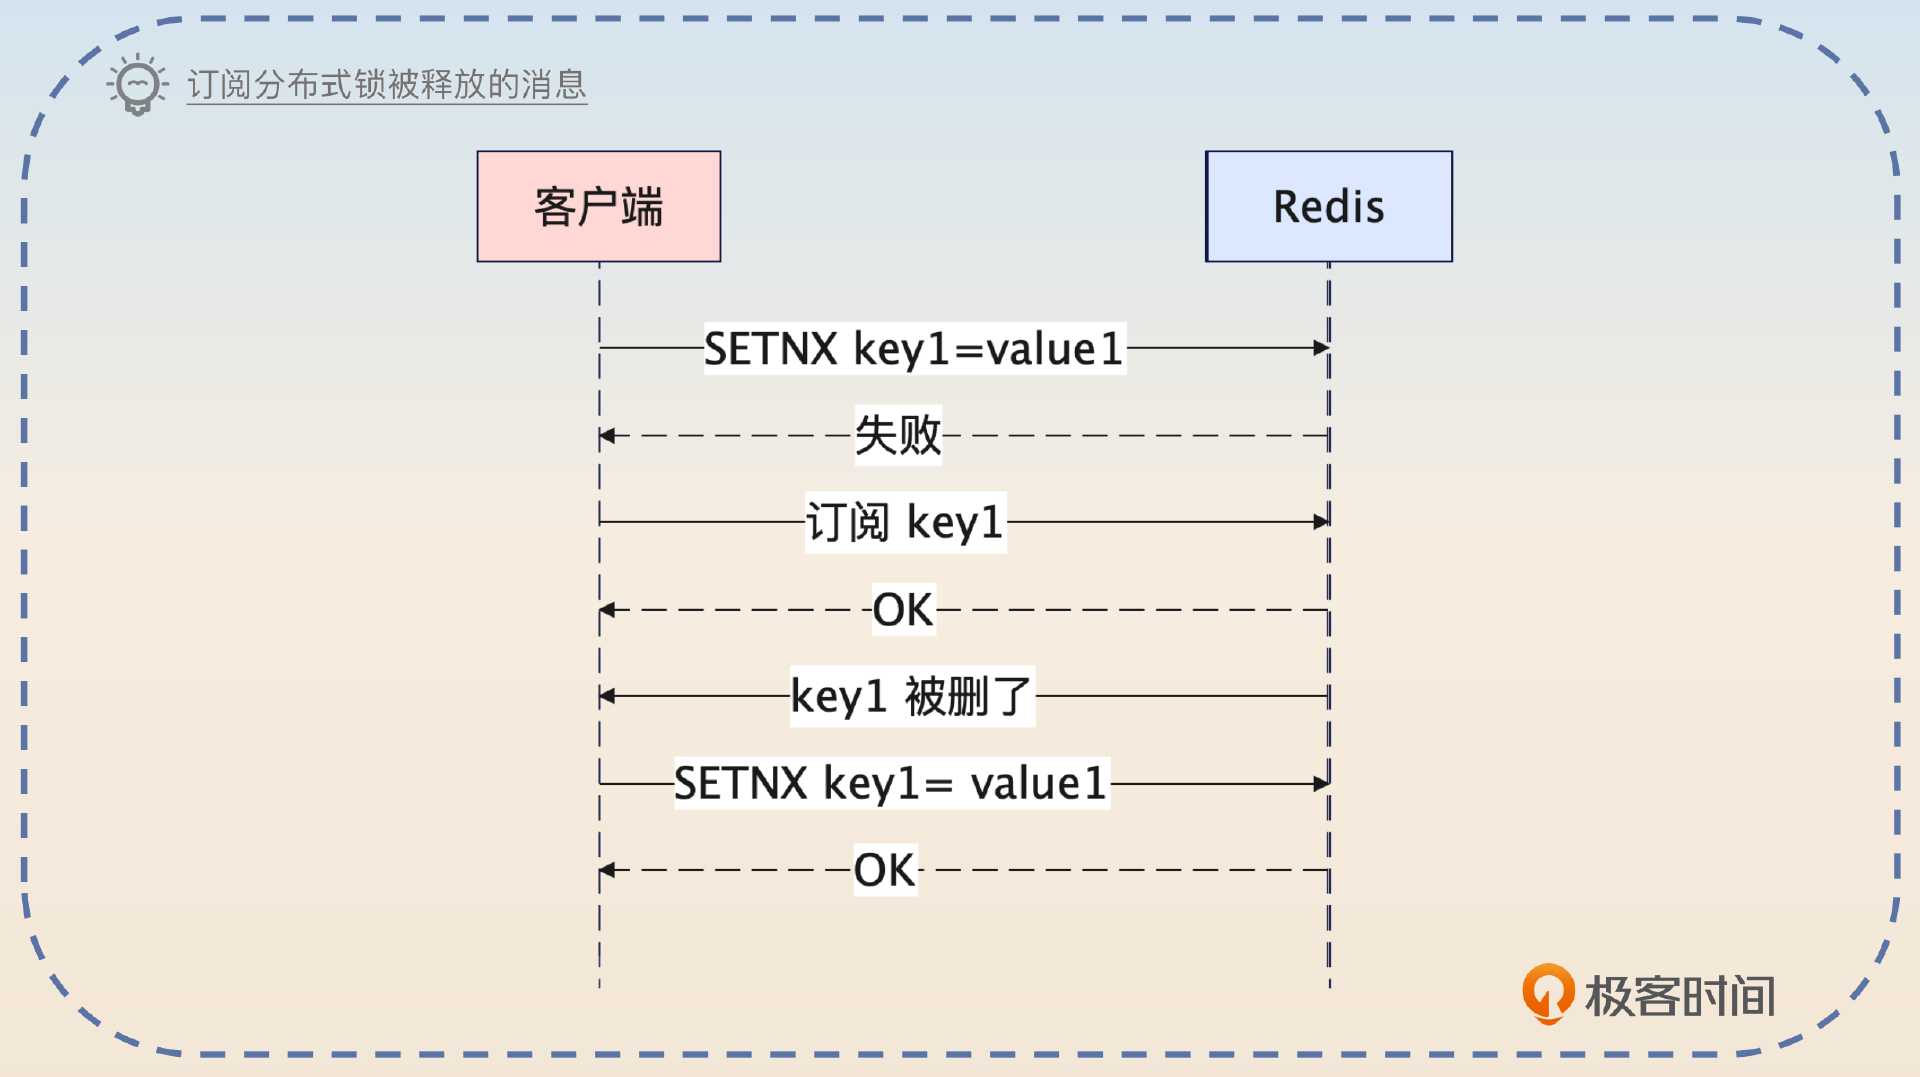 订阅分布式锁被释放的消息
客户端
Redis
SETNX key1=value1
失败
订阅 key1
OK
key1 被删了
SETNX key1= value1
OK
极客时间